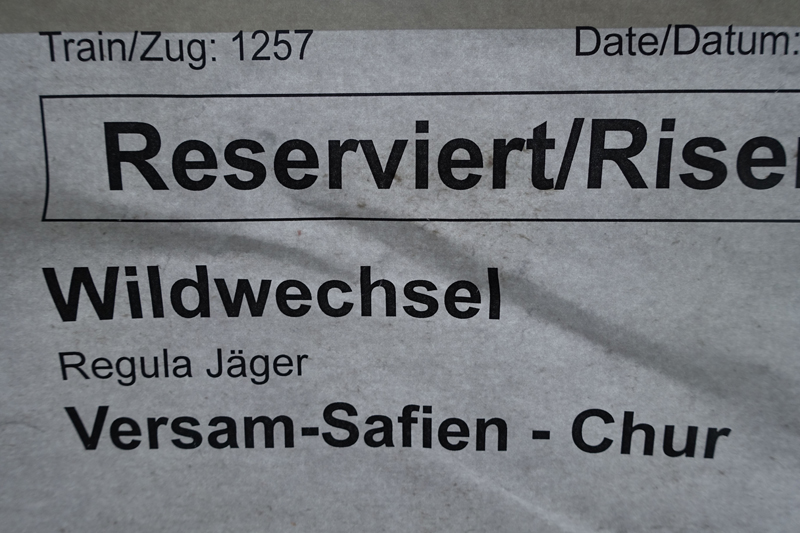 Train/Zug: 1257 Date/Datum:
Reserviert/Rise
Wildwechsel
Regula Jäger
Versam-Safien - Chur